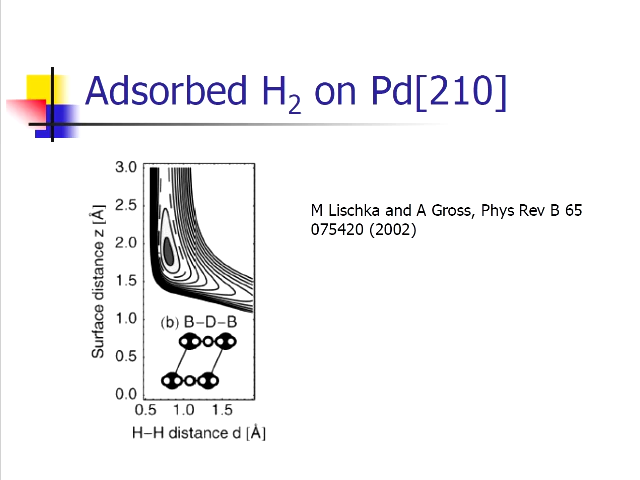 Adsorbed H2 on Pd[210]
M Lischka and A Gross, Phys Rev B 65
075420 (2002)
3.0
2.5
2.0
1.5
1.0
0.5
0.0
Surface distance z [Å]
(b) B–D–B
0.5 1.0 1.5
H–H distance d [Å]